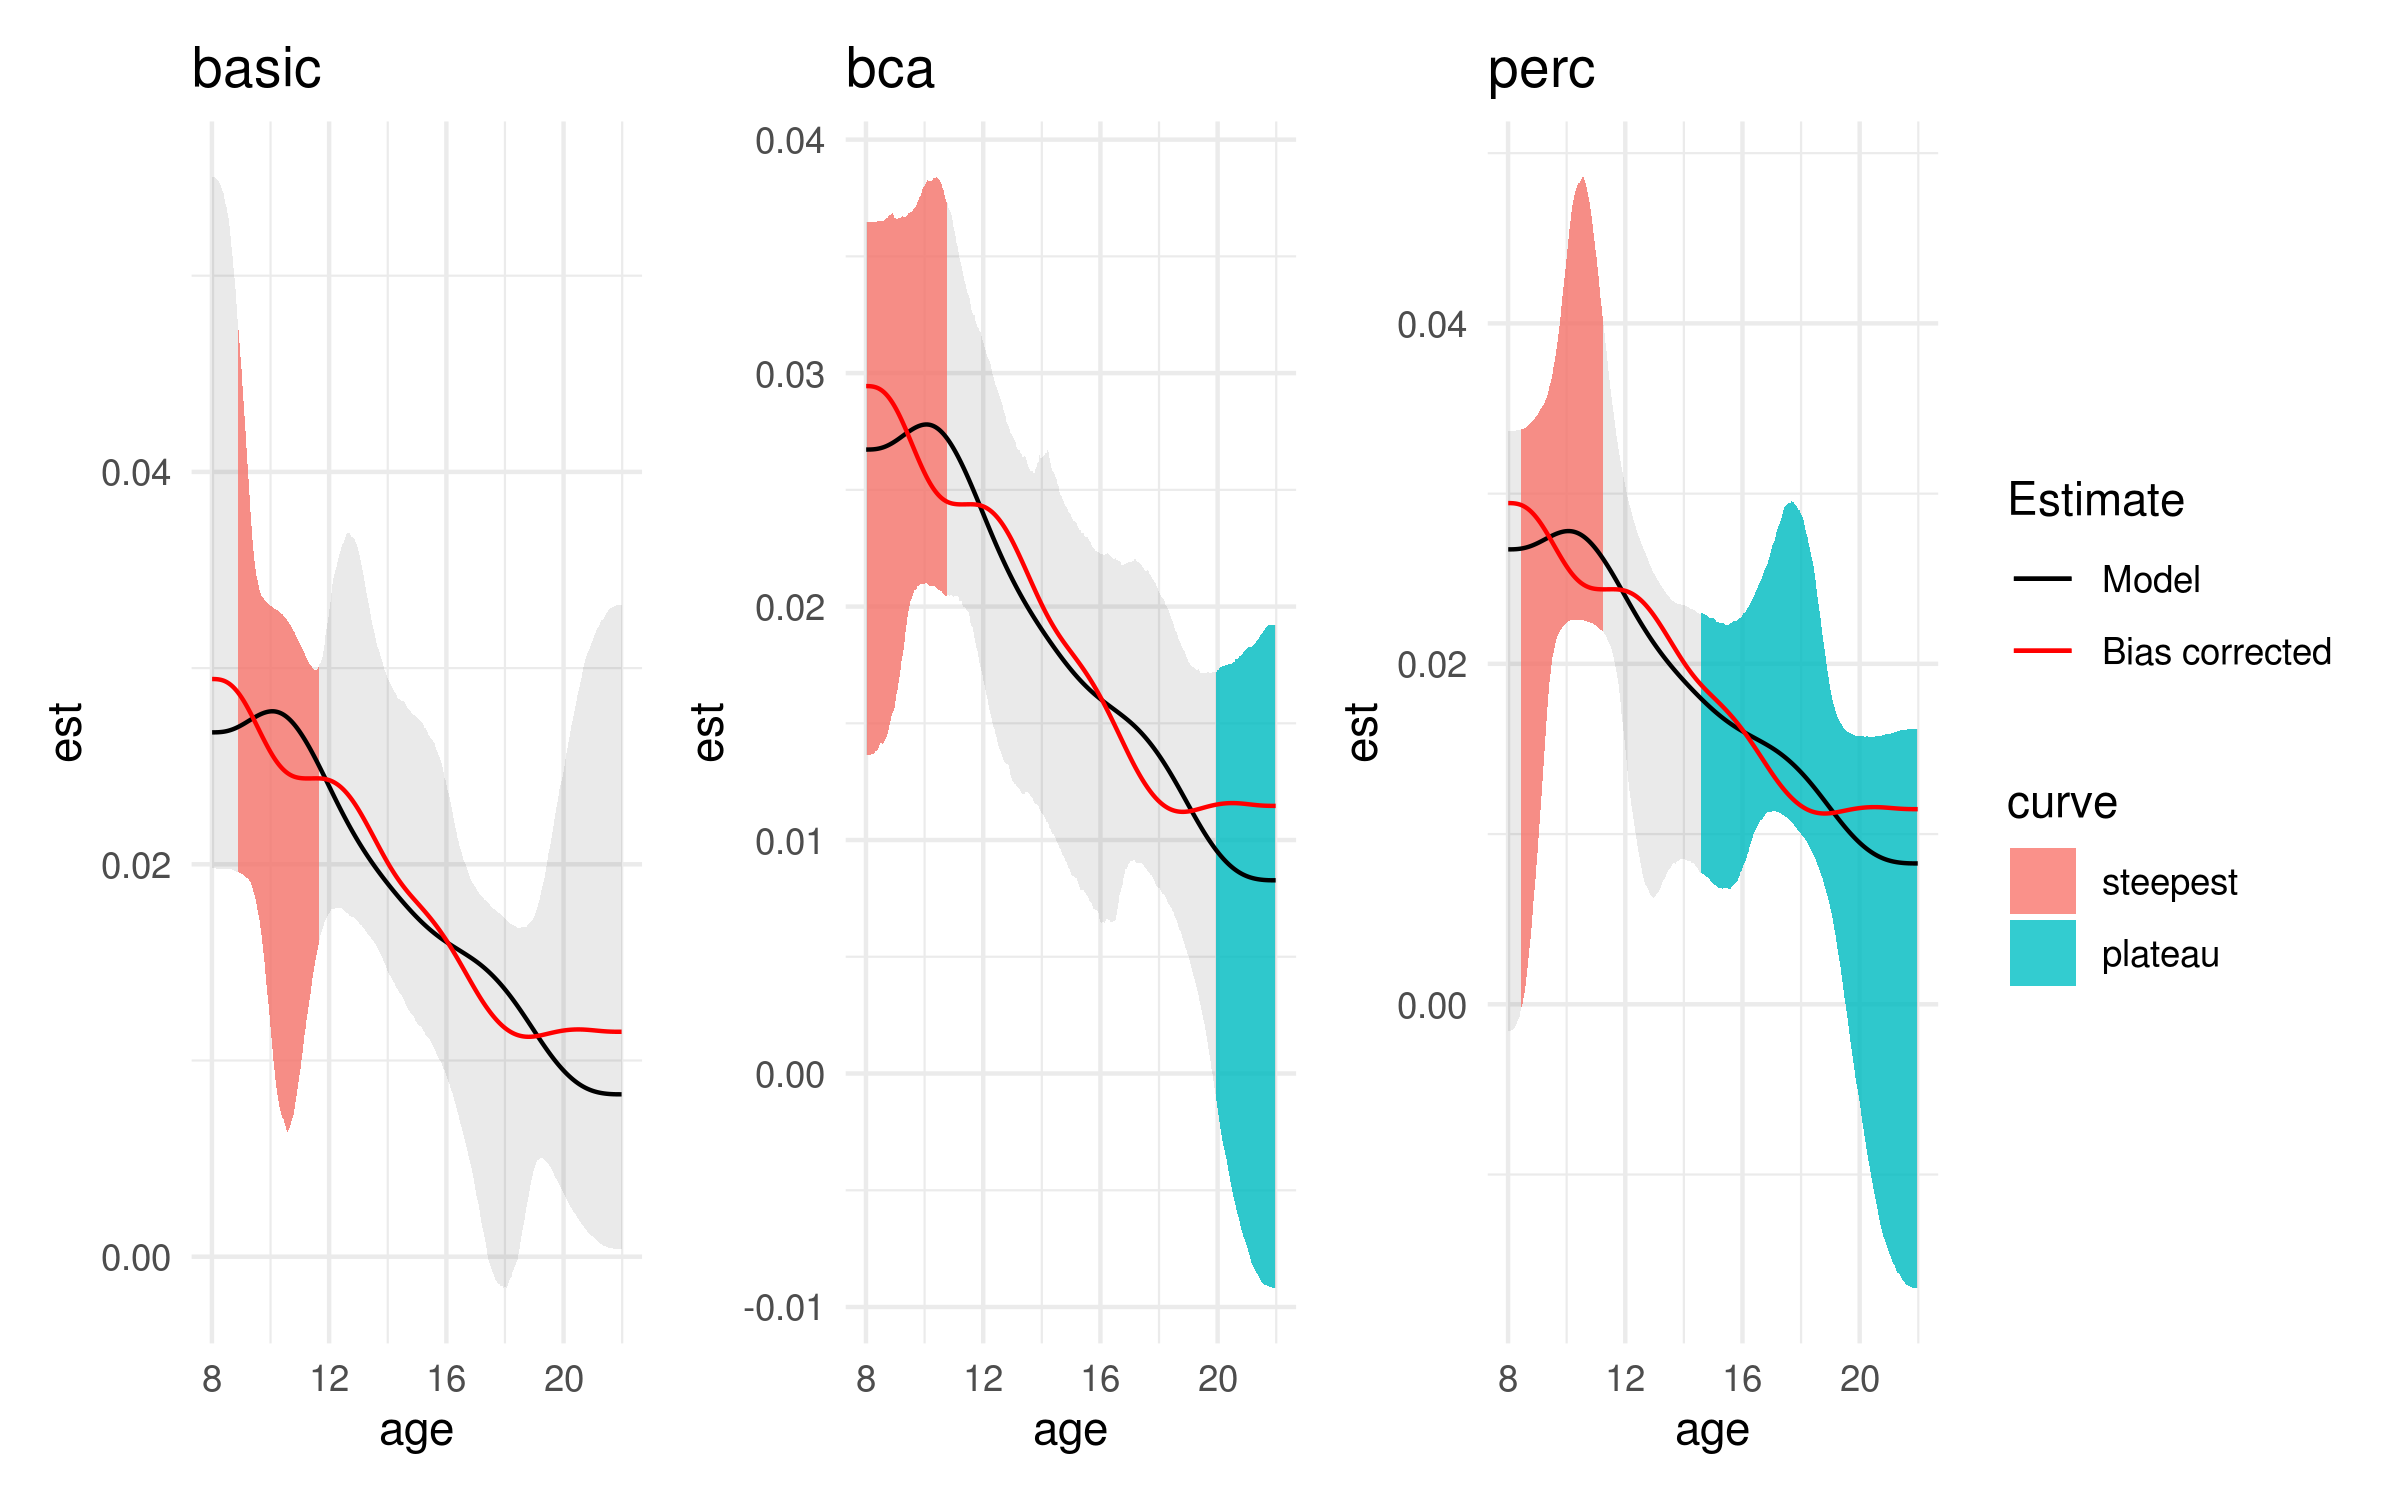 basic
bca
perc
est
0.04
0.02
0.00
8 12 16 20
age
est
0.04
0.03
0.02
0.01
0.00
-0.01
8 12 16 20
age
est
0.04
0.02
0.00
8 12 16 20
age
Estimate
Model
Bias corrected
curve
steepest
plateau